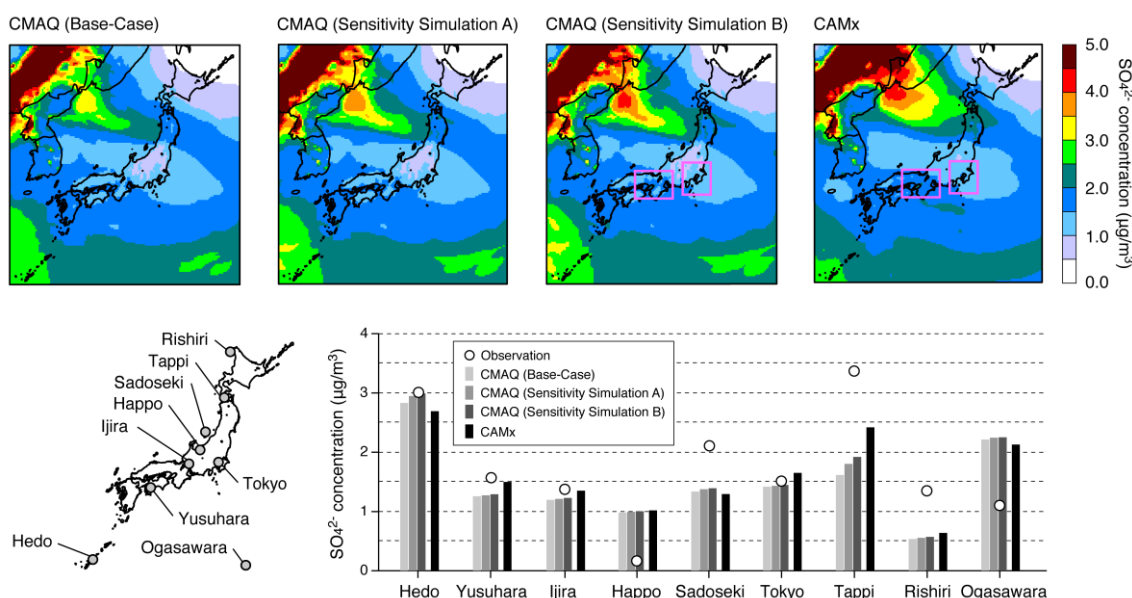 CMAQ (Base-Case)
CMAQ (Sensitivity Simulation A)
CMAQ (Sensitivity Simulation B)
CAMx
5.0
4.0
3.0
2.0
1.0
0.0
SO₄²⁻ concentration (μg/m³)
Rishiri
Tappi
Sadoseki
Happo
Ijira
Tokyo
Yusuhara
Hedo
Ogasawara
SO₄²⁻ concentration (μg/m³)
4
3
2
1
0
Observation
CMAQ (Base-Case)
CMAQ (Sensitivity Simulation A)
CMAQ (Sensitivity Simulation B)
CAMx
Hedo Yusuhara Ijira Happo Sadoseki Tokyo Tappi Rishiri Ogasawara